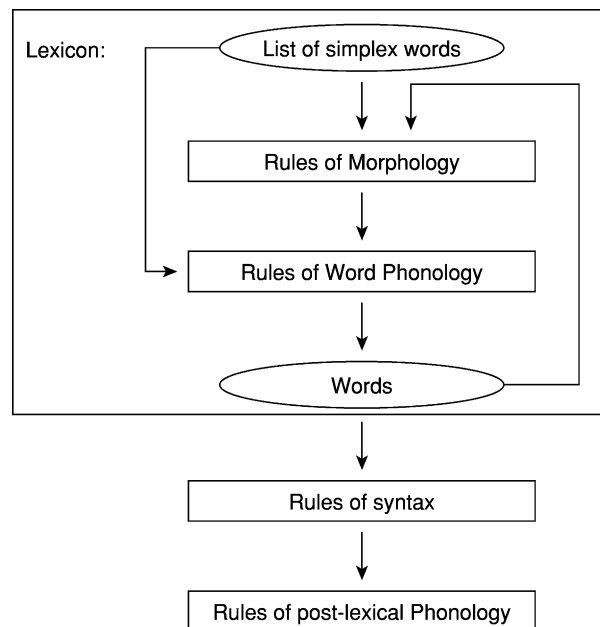 Lexicon:
List of simplex words
Rules of Morphology
Rules of Word Phonology
Words
Rules of syntax
Rules of post-lexical Phonology